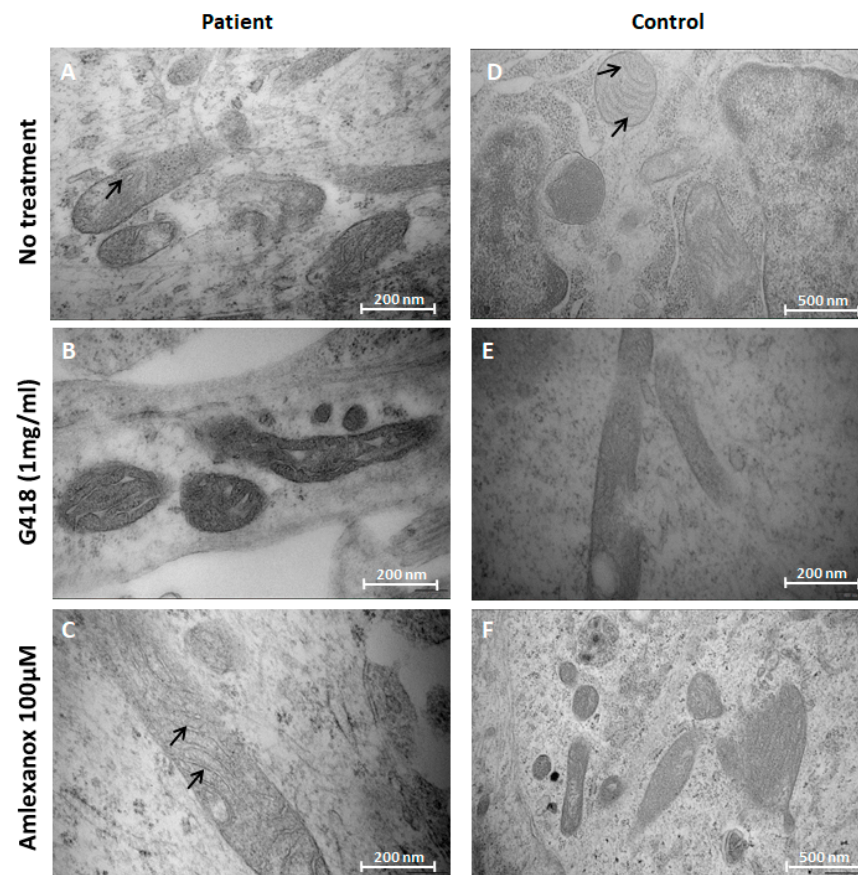 Patient
Control
No treatment
A
200 nm
D
500 nm
G418 (1mg/ml)
B
200 nm
E
200 nm
Amlexanox 100µM
C
200 nm
F
500 nm